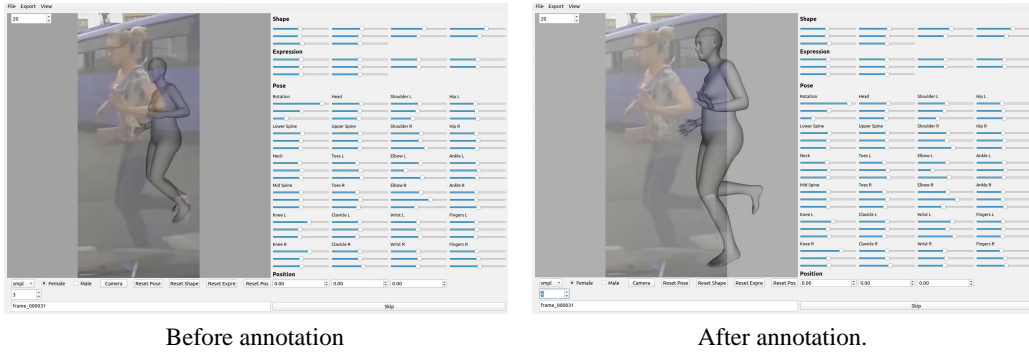 File Export View
20
Shape
Expression
Pose
Rotation Head Shoulder L Hip L
Lower Spine Upper Spine Shoulder R Hip R
Neck Toes L Elbow L Ankle L
Mid Spine Toes R Elbow R Ankle R
Knee L Clavicle L Wrist L Fingers L
Knee R Clavicle R Wrist R Fingers R
Position
smpl Female Male Camera Reset Pose Reset Shape Reset Expre Reset Pos 0.00 0.00 0.00
3
frame_000031 Skip
Before annotation
File Export View
20
Shape
Expression
Pose
Rotation Head Shoulder L Hip L
Lower Spine Upper Spine Shoulder R Hip R
Neck Toes L Elbow L Ankle L
Mid Spine Toes R Elbow R Ankle R
Knee L Clavicle L Wrist L Fingers L
Knee R Clavicle R Wrist R Fingers R
Position
smpl Female Male Camera Reset Pose Reset Shape Reset Expre Reset Pos 0.00 0.00 0.00
frame_000031 Skip
After annotation.